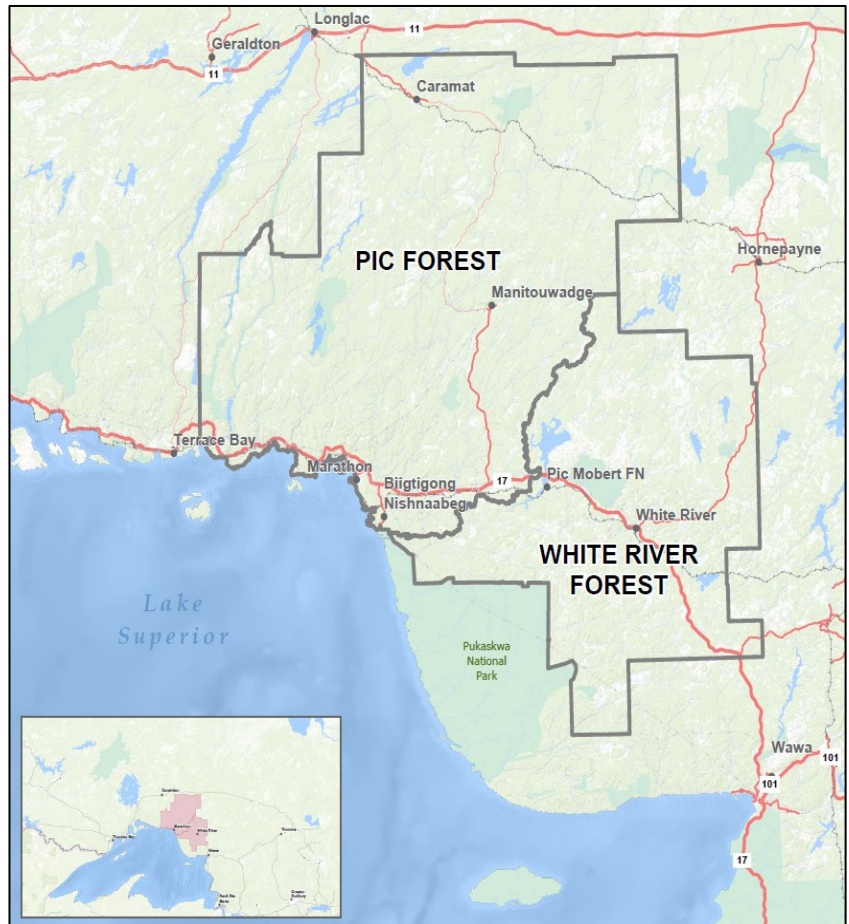 Longlac
11
Geraldton
11
Caramat
PIC FOREST
Hornepayne
Manitouwadge
Terrace Bay
Marathon
Biigtigong
Nishnaabeg
17
Pic Mobert FN
White River
WHITE RIVER
FOREST
Lake
Superior
Pukaskwa
National
Park
Wawa
101
101
17